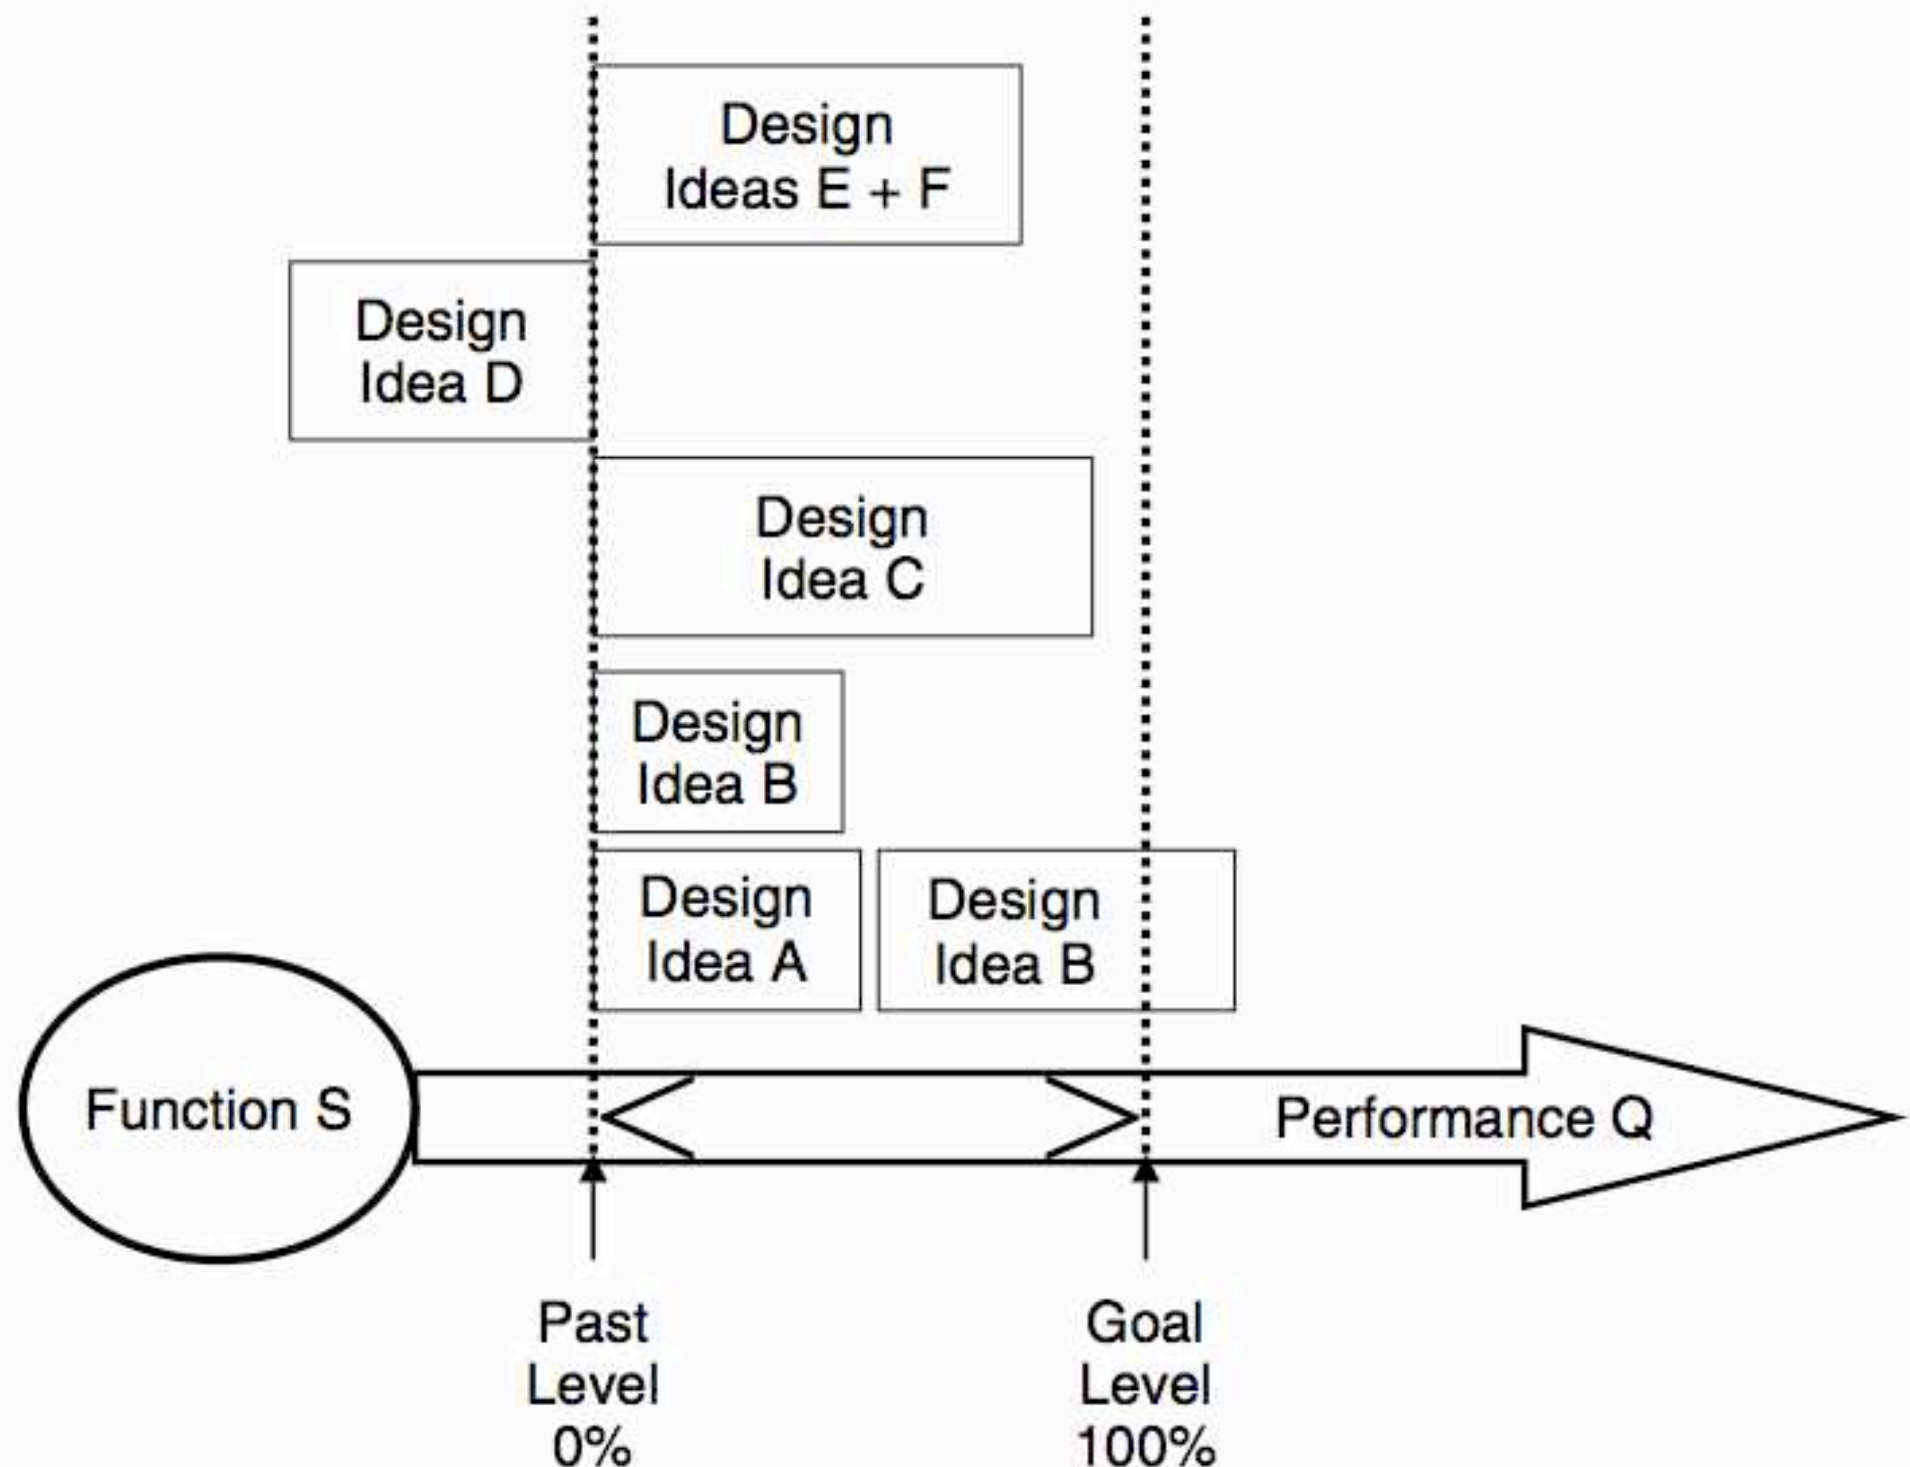 Design
Ideas E + F
Design
Idea D
Design
Idea C
Design
Idea B
Design
Idea A
Design
Idea B
Function S
Performance Q
Past
Level
0%
Goal
Level
100%